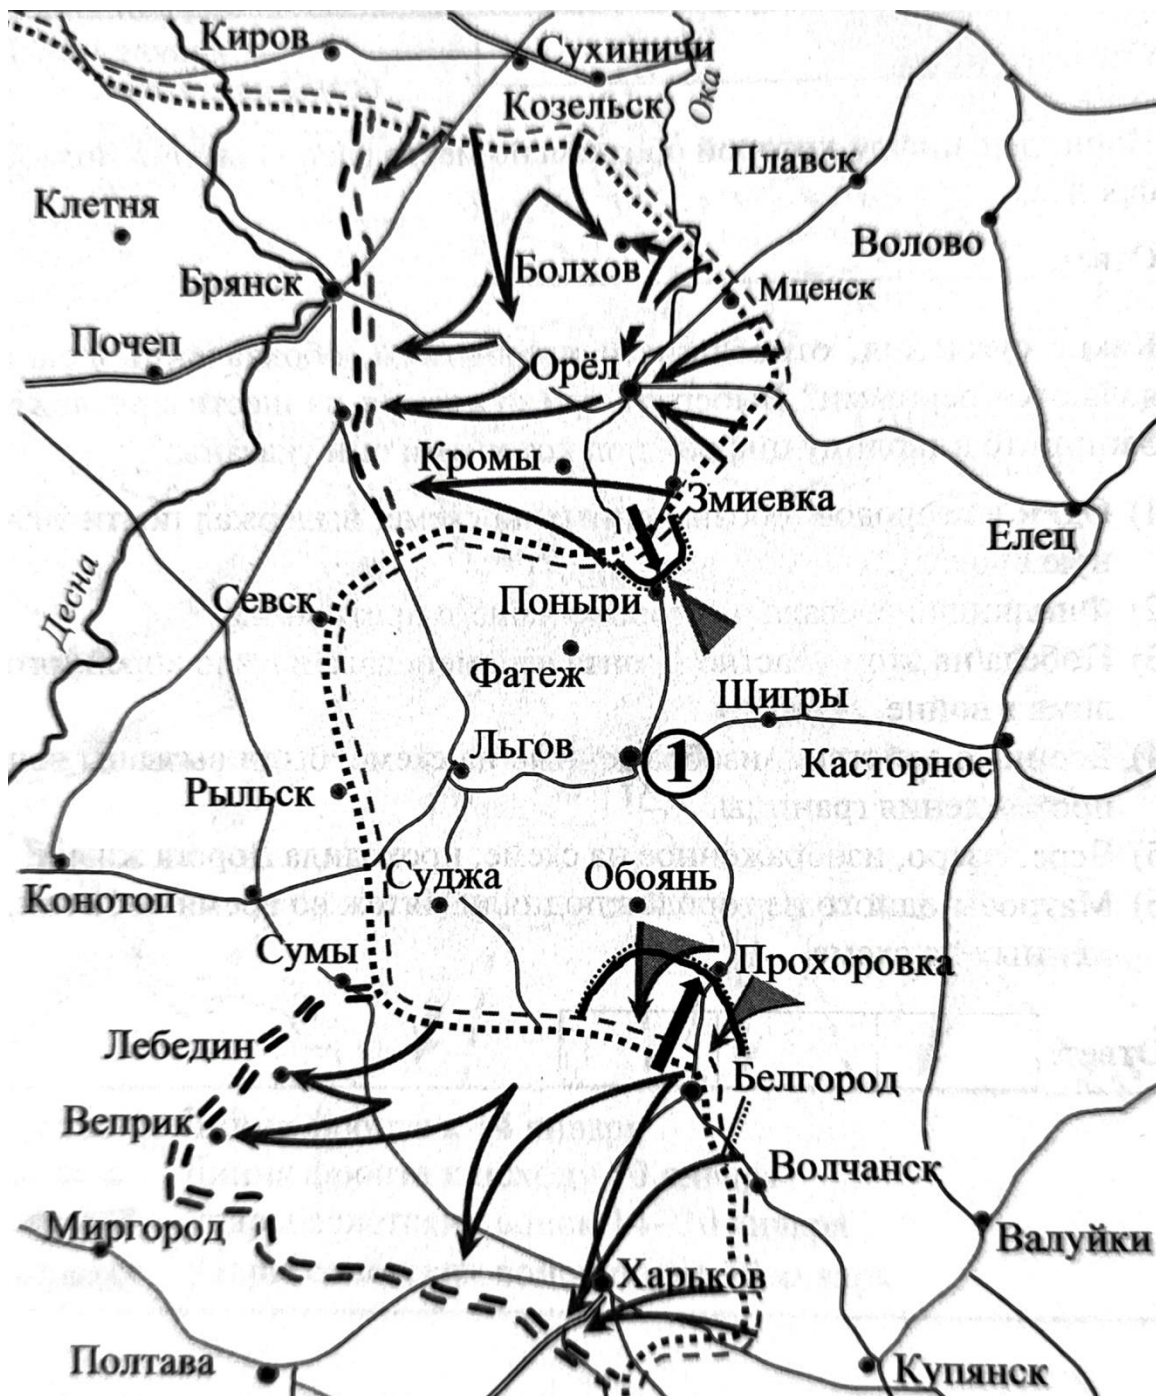 Киров
Сухиничи
Козельск
Ока
Плавск
Клетня
Волово
Болхов
Брянск
Мценск
Почеп
Орёл
Кромы
Змиевка
Елец
Десна
Севск
Поныри
Фатеж
Щигры
Льгов
1
Касторное
Рыльск
Суджа
Обоянь
Конотоп
Сумы
Прохоровка
Лебедин
Белгород
Веприк
Волчанск
Миргород
Валуйки
Харьков
Полтава
Купянск